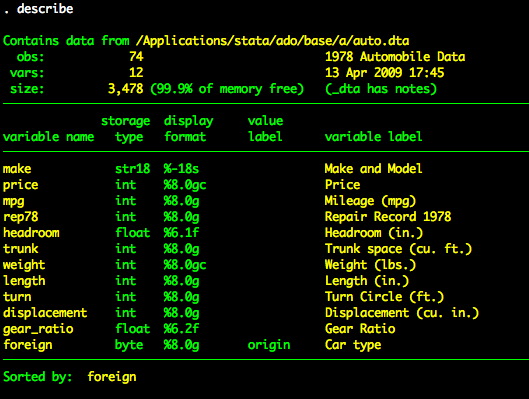 . describe
Contains data from /Applications/stata/ado/base/a/auto.dta
obs: 74 1978 Automobile Data
vars: 12 13 Apr 2009 17:45
size: 3,478 (99.9% of memory free) (_dta has notes)
storage display value
variable name type format label variable label
make str18 %-18s Make and Model
price int %8.0gc Price
mpg int %8.0g Mileage (mpg)
rep78 int %8.0g Repair Record 1978
headroom float %6.1f Headroom (in.)
trunk int %8.0g Trunk space (cu. ft.)
weight int %8.0gc Weight (lbs.)
length int %8.0g Length (in.)
turn int %8.0g Turn Circle (ft.)
displacement int %8.0g Displacement (cu. in.)
gear_ratio float %6.2f Gear Ratio
foreign byte %8.0g origin Car type
Sorted by: foreign